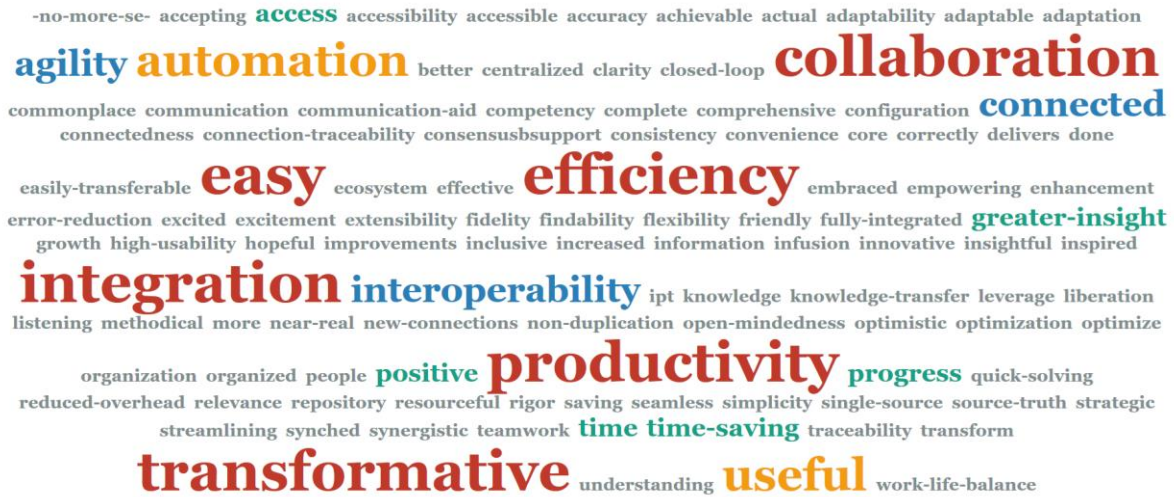 -no-more-se- accepting access accessibility accessible accuracy achievable actual adaptability adaptable adaptation
agility automation better centralized clarity closed-loop collaboration
commonplace communication communication-aid competency complete comprehensive configuration connected
connectedness connection-traceability consensusbsupport consistency convenience core correctly delivers done
easily-transferable easy ecosystem effective efficiency embraced empowering enhancement
error-reduction excited excitement extensibility fidelity findability flexibility friendly fully-integrated greater-insight
growth high-usability hopeful improvements inclusive increased information infusion innovative insightful inspired
integration interoperability ipt knowledge knowledge-transfer leverage liberation
listening methodical more near-real new-connections non-duplication open-mindedness optimistic optimization optimize
organization organized people positive productivity progress quick-solving
reduced-overhead relevance repository resourceful rigor saving seamless simplicity single-source source-truth strategic
streamlining synched synergistic teamwork time time-saving traceability transform
transformative understanding useful work-life-balance